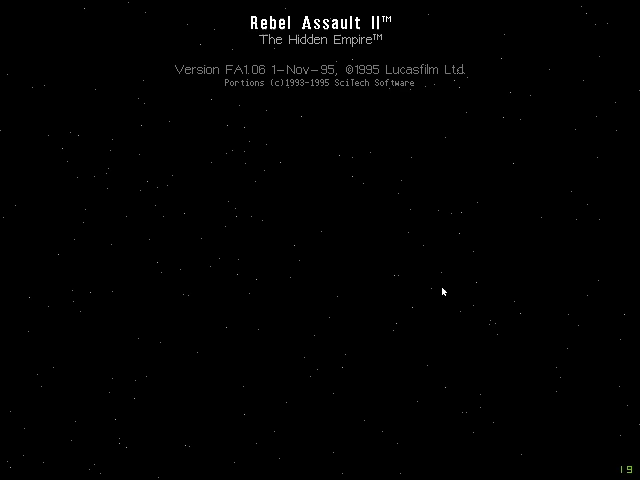 Rebel Assault II™
The Hidden Empire™
Version FA1.06 1-Nov-95, ©1995 Lucasfilm Ltd.
Portions (c)1993-1995 SciTech Software
19